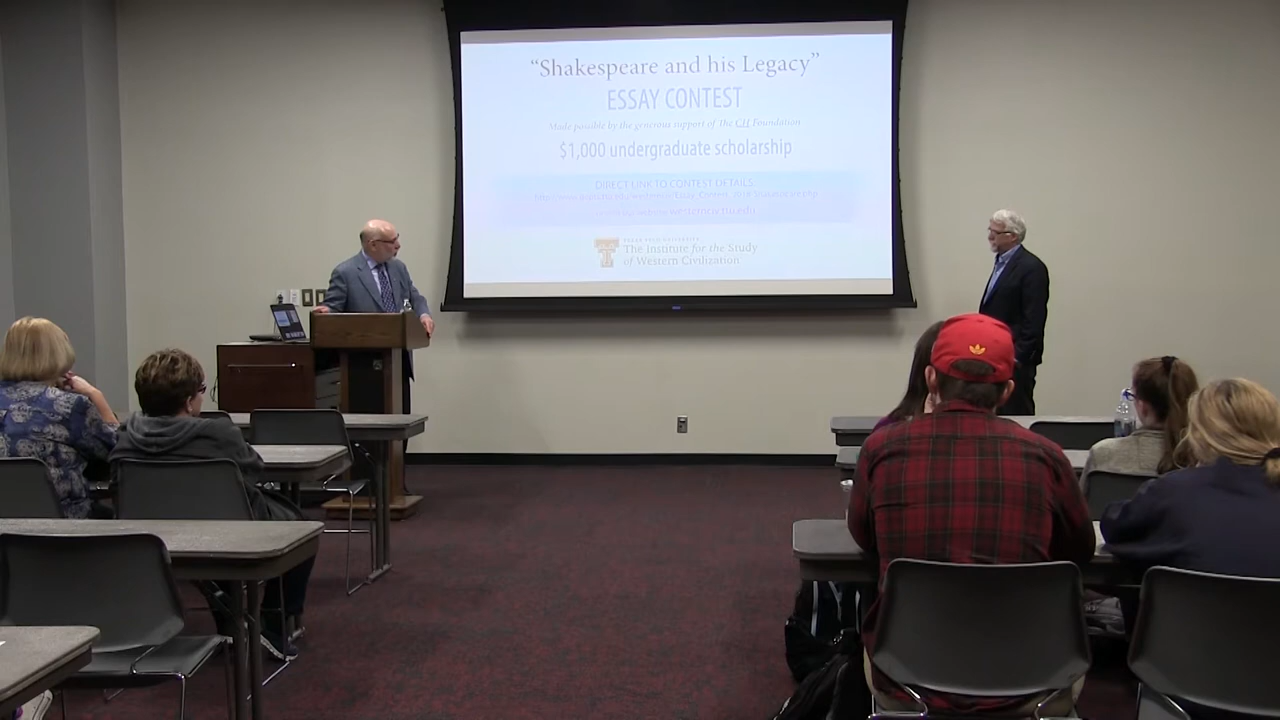 “Shakespeare and his Legacy”
ESSAY CONTEST
Made possible by the generous support of The CH Foundation
$1,000 undergraduate scholarship
DIRECT LINK TO CONTEST DETAILS
The Institute for the Study
of Western Civilization